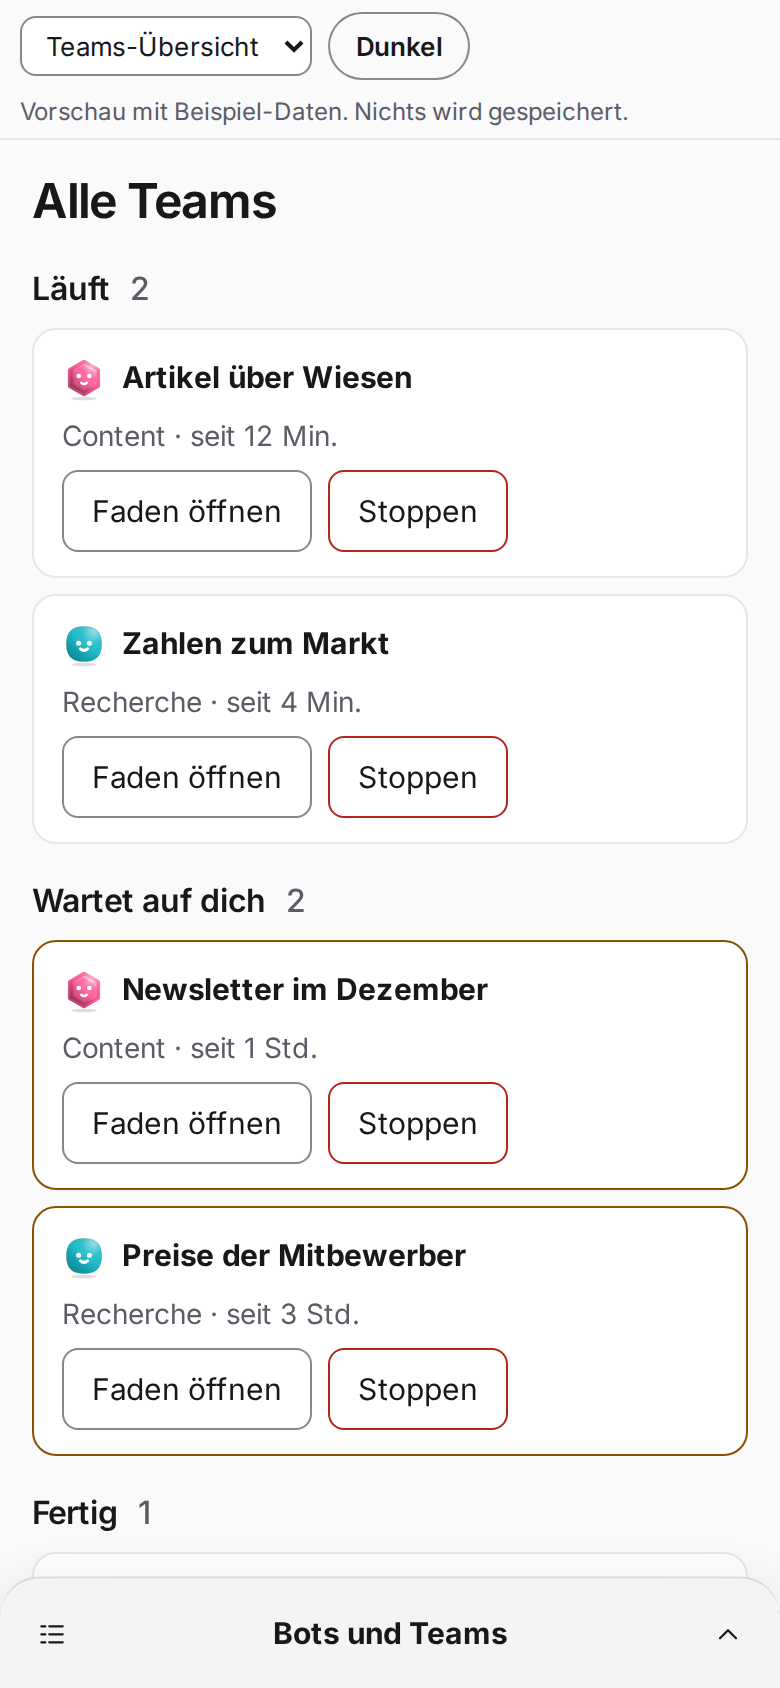 Teams-Übersicht
Dunkel
Vorschau mit Beispiel-Daten. Nichts wird gespeichert.
Alle Teams
Läuft 2
Artikel über Wiesen
Content · seit 12 Min.
Faden öffnen
Stoppen
Zahlen zum Markt
Recherche · seit 4 Min.
Faden öffnen
Stoppen
Wartet auf dich 2
Newsletter im Dezember
Content · seit 1 Std.
Faden öffnen
Stoppen
Preise der Mitbewerber
Recherche · seit 3 Std.
Faden öffnen
Stoppen
Fertig 1
Bots und Teams